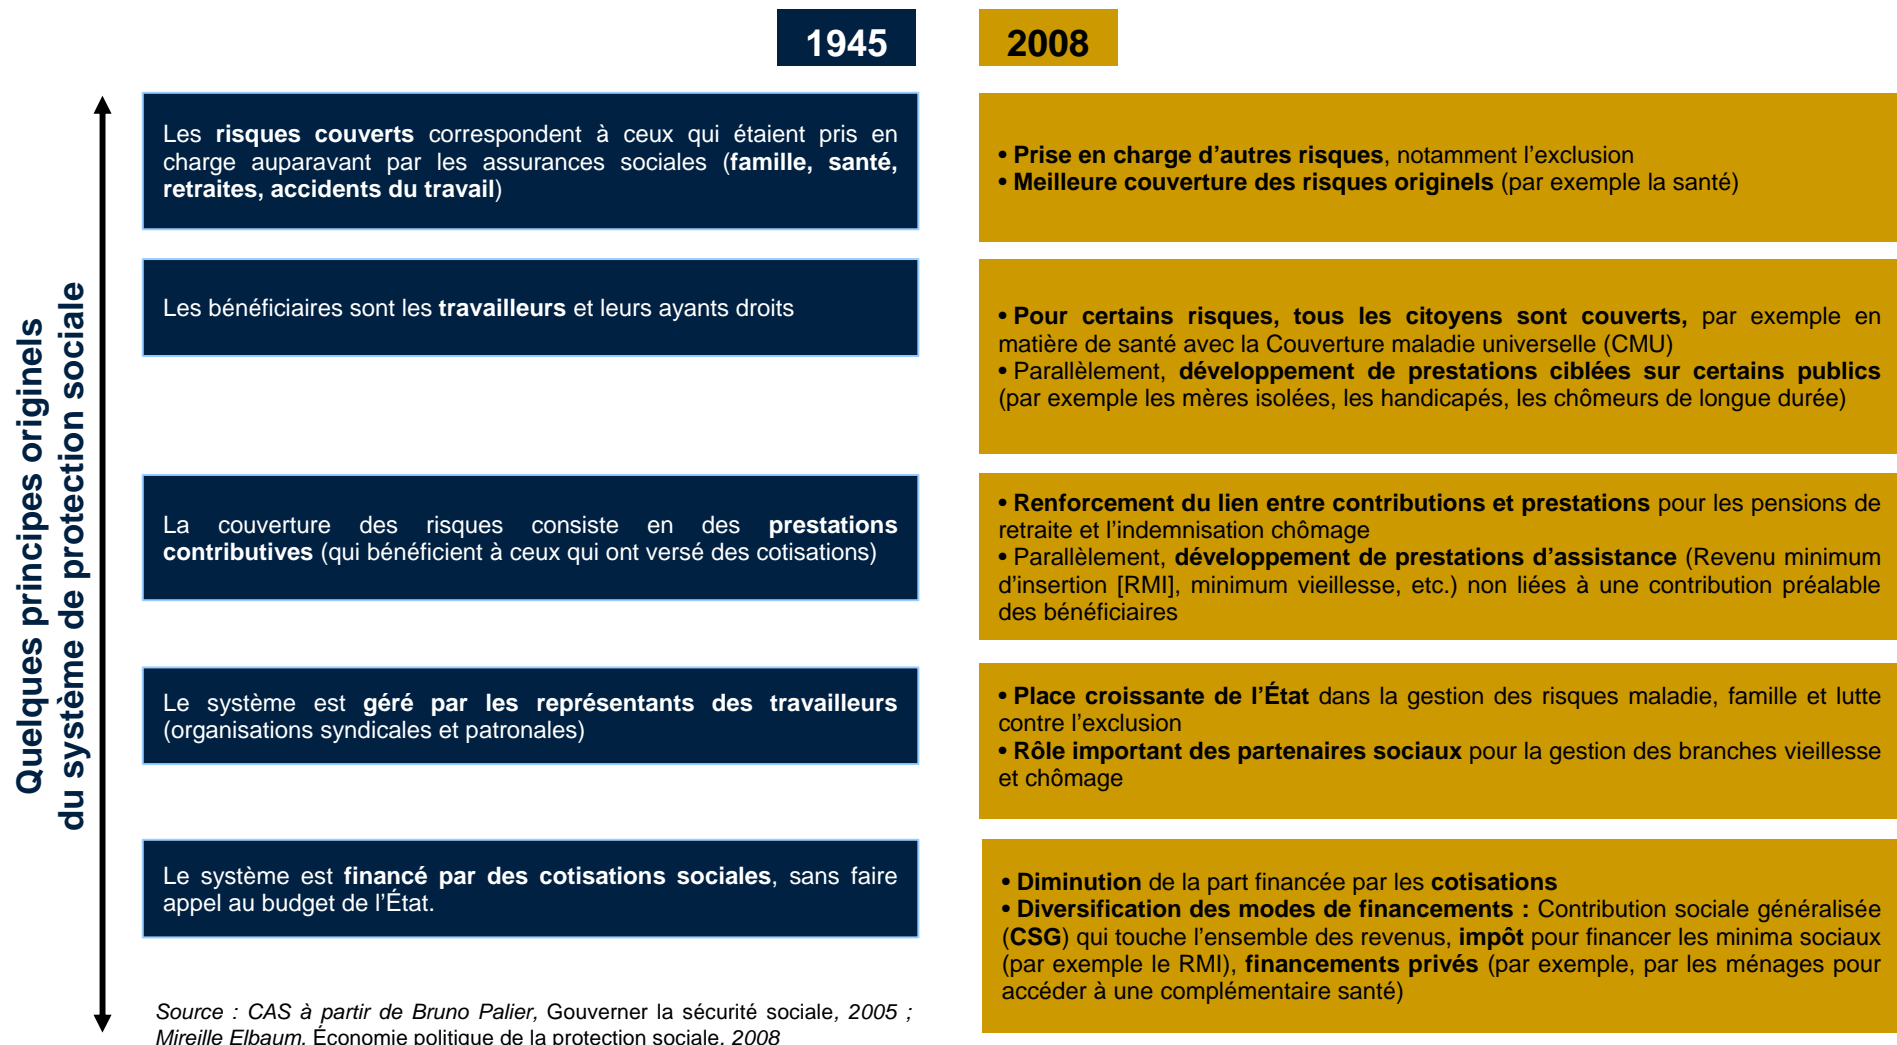 1945
2008
Quelques principes originels
du système de protection sociale
Les risques couverts correspondent à ceux qui étaient pris en
charge auparavant par les assurances sociales (famille, santé,
retraites, accidents du travail)
• Prise en charge d’autres risques, notamment l’exclusion
• Meilleure couverture des risques originels (par exemple la santé)
Les bénéficiaires sont les travailleurs et leurs ayants droits
• Pour certains risques, tous les citoyens sont couverts, par exemple en
matière de santé avec la Couverture maladie universelle (CMU)
• Parallèlement, développement de prestations ciblées sur certains publics
(par exemple les mères isolées, les handicapés, les chômeurs de longue durée)
La couverture des risques consiste en des prestations
contributives (qui bénéficient à ceux qui ont versé des cotisations)
• Renforcement du lien entre contributions et prestations pour les pensions de
retraite et l’indemnisation chômage
• Parallèlement, développement de prestations d’assistance (Revenu minimum
d’insertion [RMI], minimum vieillesse, etc.) non liées à une contribution préalable
des bénéficiaires
Le système est géré par les représentants des travailleurs
(organisations syndicales et patronales)
• Place croissante de l’État dans la gestion des risques maladie, famille et lutte
contre l’exclusion
• Rôle important des partenaires sociaux pour la gestion des branches vieillesse
et chômage
Le système est financé par des cotisations sociales, sans faire
appel au budget de l’État.
• Diminution de la part financée par les cotisations
• Diversification des modes de financements : Contribution sociale généralisée
(CSG) qui touche l’ensemble des revenus, impôt pour financer les minima sociaux
(par exemple le RMI), financements privés (par exemple, par les ménages pour
accéder à une complémentaire santé)
Source : CAS à partir de Bruno Palier, Gouverner la sécurité sociale, 2005 ;
Mireille Elbaum, Économie politique de la protection sociale, 2008